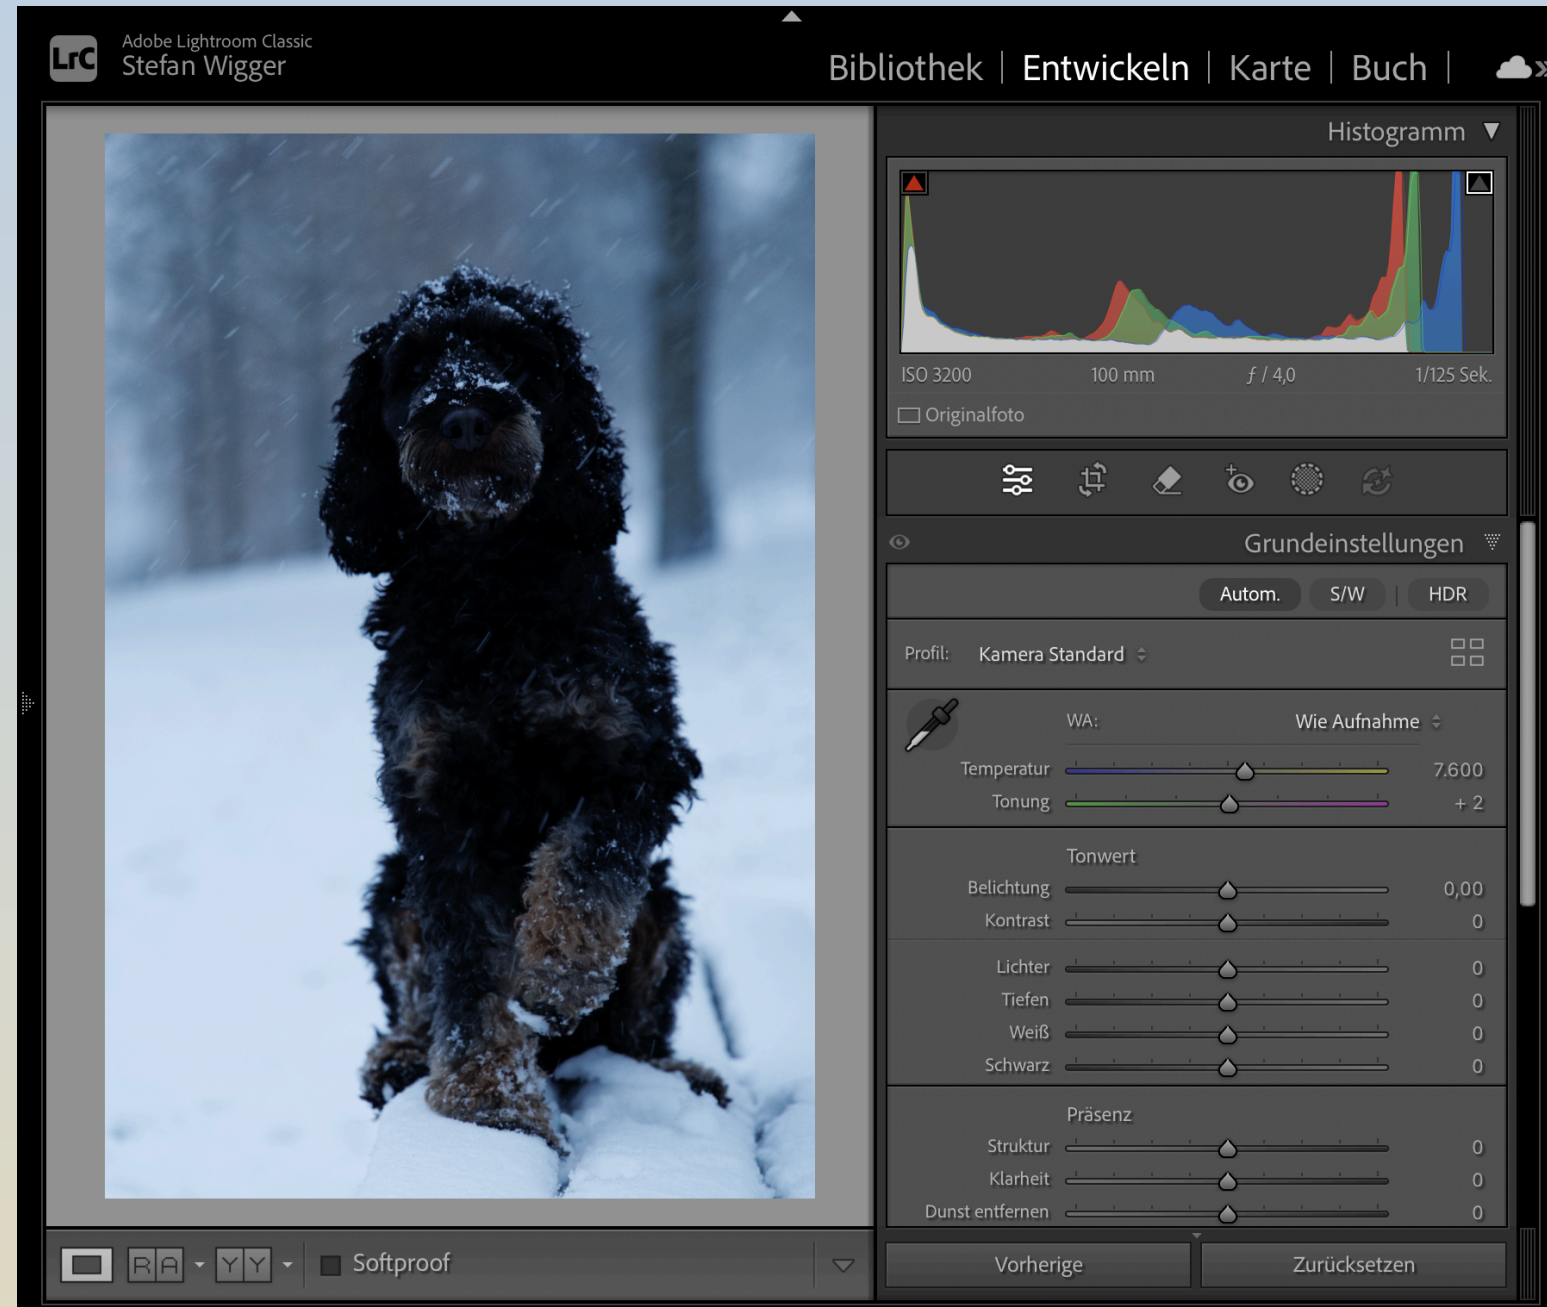 LrC
Adobe Lightroom Classic
Stefan Wigger
Bibliothek | Entwickeln | Karte | Buch |
Histogramm
ISO 3200 100 mm ƒ / 4,0 1/125 Sek.
Originalfoto
Grundeinstellungen
Autom. S/W | HDR
Profil: Kamera Standard
WA: Wie Aufnahme
Temperatur 7.600
Tonung + 2
Tonwert
Belichtung 0,00
Kontrast 0
Lichter 0
Tiefen 0
Weiß 0
Schwarz 0
Präsenz
Struktur 0
Klarheit 0
Dunst entfernen 0
RA YY Softproof
Vorherige Zurücksetzen